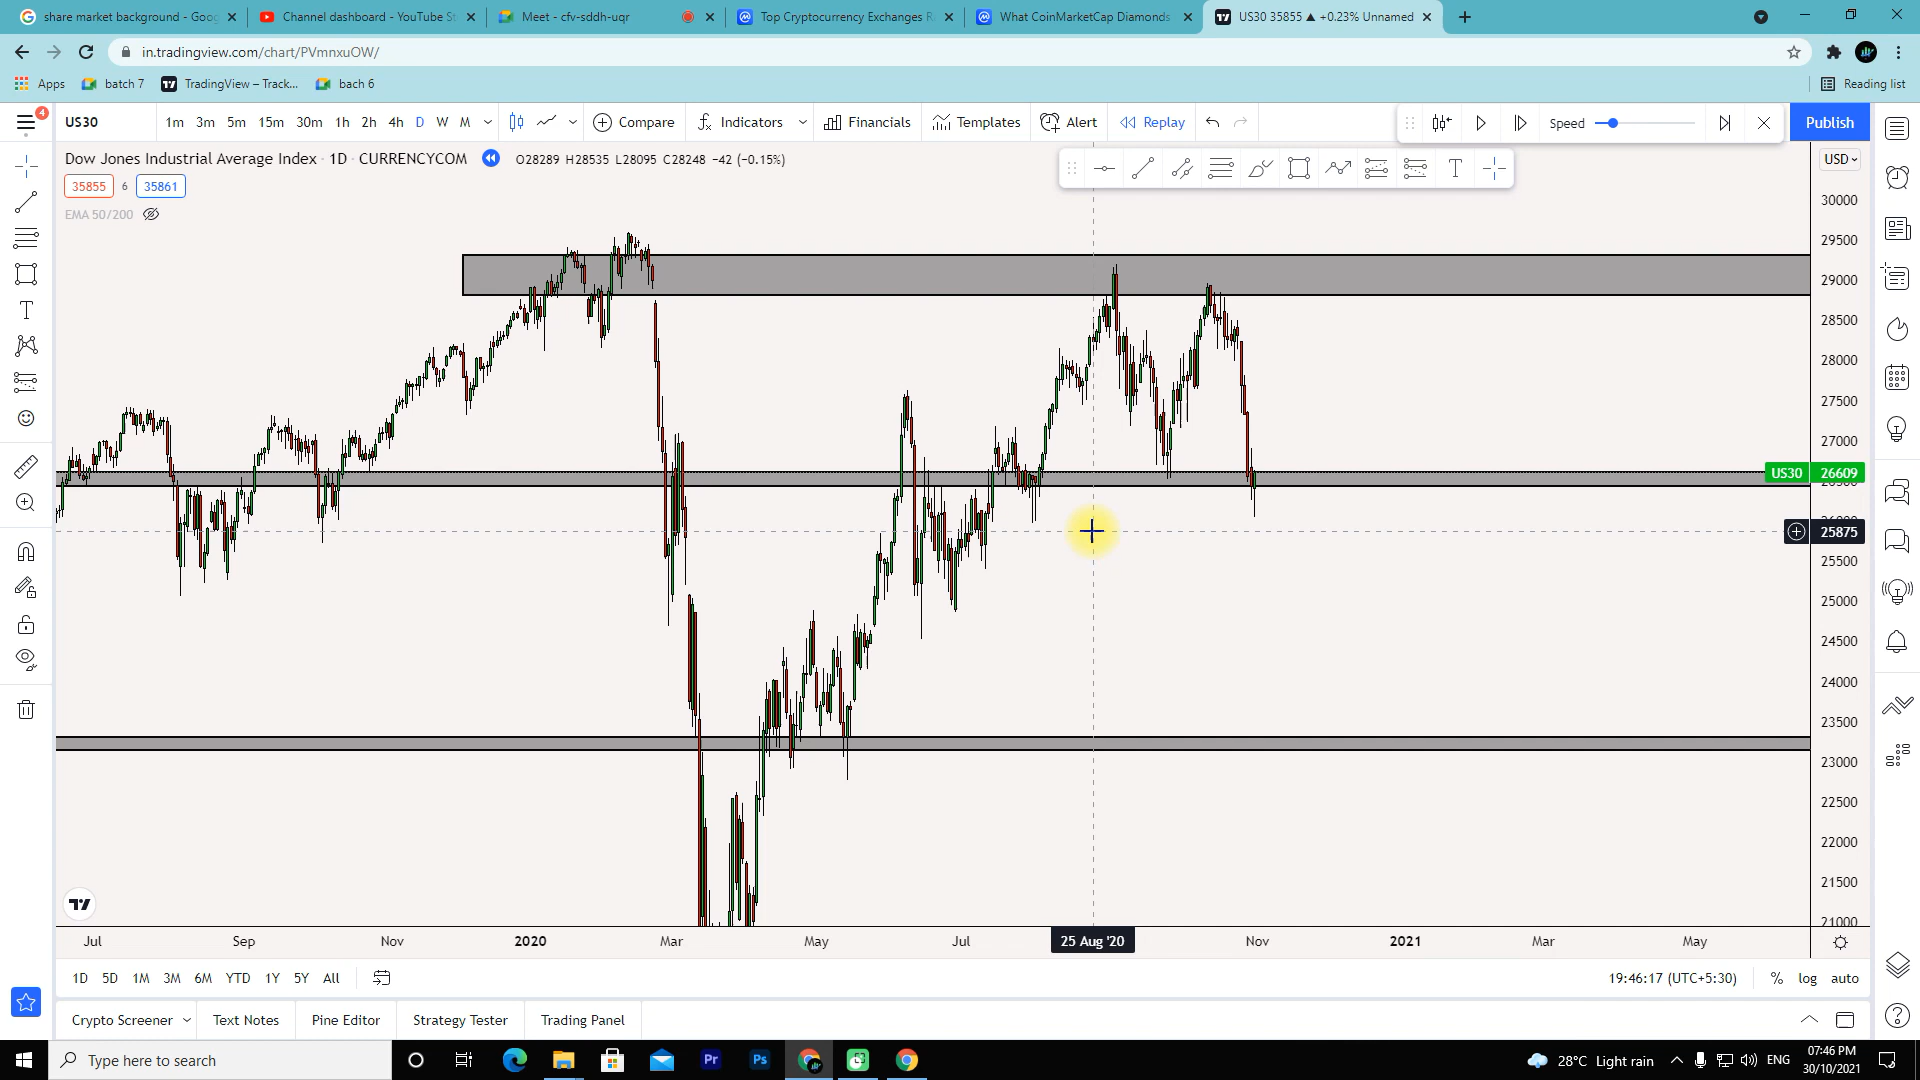 share market background - Goog
Channel dashboard - YouTube St
Meet - cfv-sddh-uqr
Top Cryptocurrency Exchanges R
What CoinMarketCap Diamonds
US30 35855 ▲ +0.23% Unnamed
in.tradingview.com/chart/PVmnxuOW/
Apps
batch 7
TradingView – Track...
bach 6
Reading list
4
US30
1m 3m 5m 15m 30m 1h 2h 4h D W M
Compare
Indicators
Financials
Templates
Alert
Replay
Speed
Publish
Dow Jones Industrial Average Index · 1D · CURRENCYCOM
O28289 H28535 L28095 C28248 −42 (−0.15%)
USD
35855 6 35861
EMA 50/200
30000
29500
29000
28500
28000
27500
27000
US30 26609
25875
25500
25000
24500
24000
23500
23000
22500
22000
21500
21000
Jul Sep Nov 2020 Mar May Jul 25 Aug '20 Nov 2021 Mar May
1D 5D 1M 3M 6M YTD 1Y 5Y All
19:46:17 (UTC+5:30) % log auto
Crypto Screener Text Notes Pine Editor Strategy Tester Trading Panel
Type here to search
Pr
Ps
28°C Light rain
ENG
07:46 PM
30/10/2021